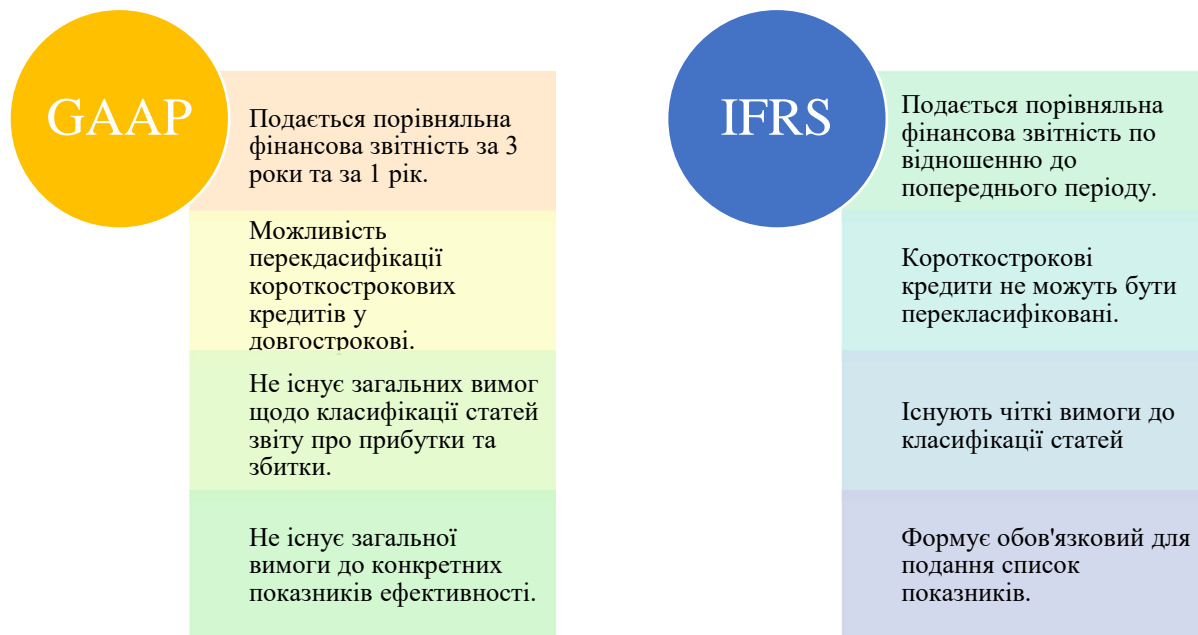 GAAP
Подається порівняльна
фінансова звітність за 3
роки та за 1 рік.
Можливість
перекдасифікації
короткострокових
кредитів у
довгострокові.
Не існує загальних вимог
щодо класифікації статей
звіту про прибутки та
збитки.
Не існує загальної
вимоги до конкретних
показників ефективності.
IFRS
Подається порівняльна
фінансова звітність по
відношенню до
попереднього періоду.
Короткострокові
кредити не можуть бути
перекласифіковані.
Існують чіткі вимоги до
класифікації статей
Формує обов'язковий для
подання список
показників.